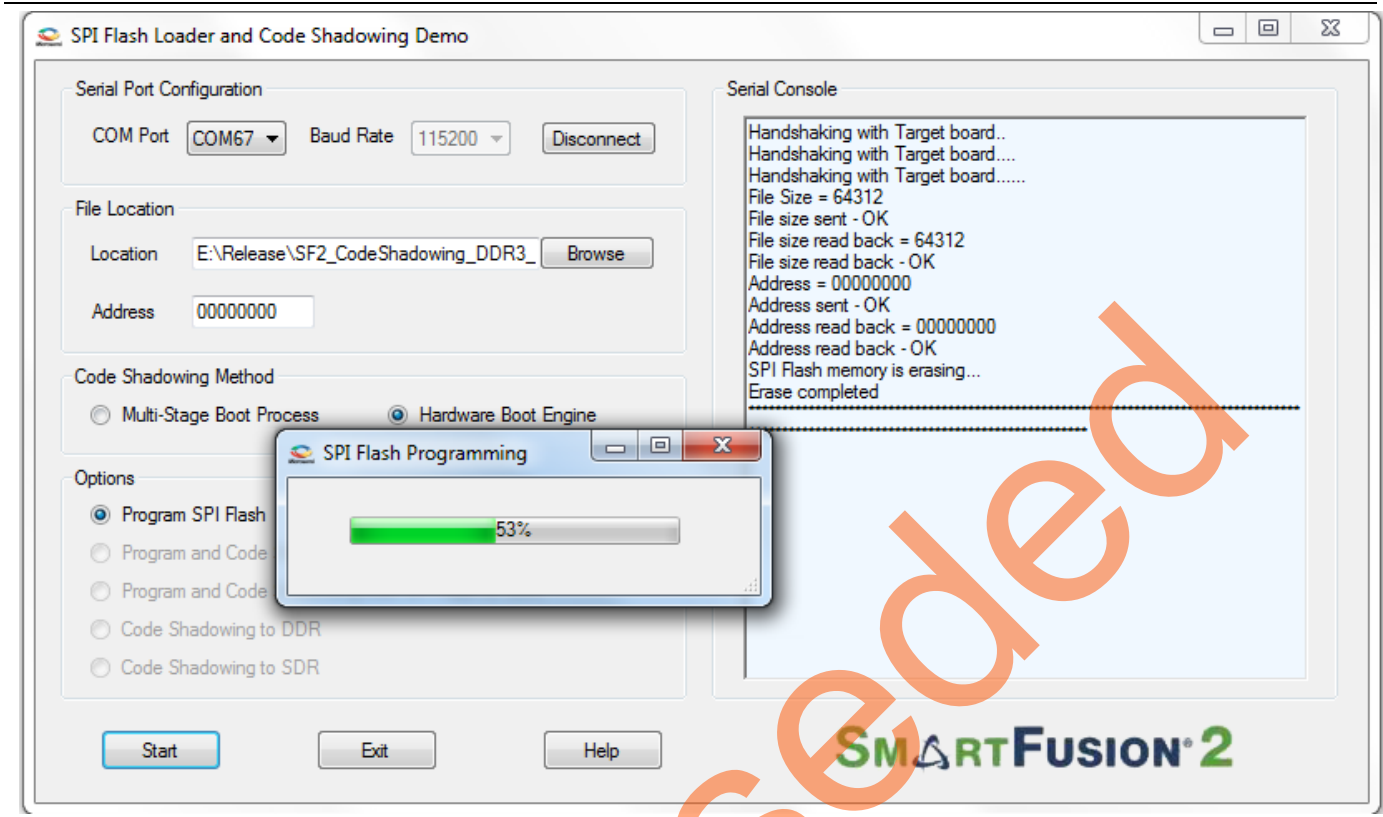 SPI Flash Loader and Code Shadowing Demo
Serial Port Configuration
COM Port COM67 Baud Rate 115200 Disconnect
File Location
Location E:\Release\SF2_CodeShadowing_DDR3_ Browse
Address 00000000
Code Shadowing Method
Multi-Stage Boot Process Hardware Boot Engine
Options
Program SPI Flash
Program and Code
Program and Code
Code Shadowing to DDR
Code Shadowing to SDR
Start Exit Help
SPI Flash Programming
53%
Serial Console
Handshaking with Target board..
Handshaking with Target board....
Handshaking with Target board......
File Size = 64312
File size sent - OK
File size read back = 64312
File size read back - OK
Address = 00000000
Address sent - OK
Address read back = 00000000
Address read back - OK
SPI Flash memory is erasing...
Erase completed
SMARTFUSION® 2
seded